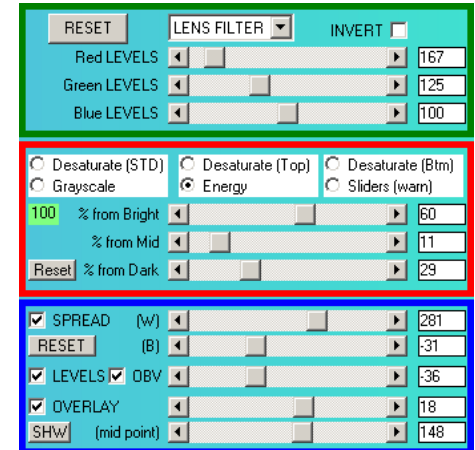 RESET LENS FILTER INVERT
Red LEVELS 167
Green LEVELS 125
Blue LEVELS 100
Desaturate (STD) Desaturate (Top) Desaturate (Btm)
Grayscale Energy Sliders (warn)
100 % from Bright 60
% from Mid 11
Reset % from Dark 29
SPREAD (W) 281
RESET (B) -31
LEVELS OBV -36
OVERLAY 18
SHW (mid point) 148